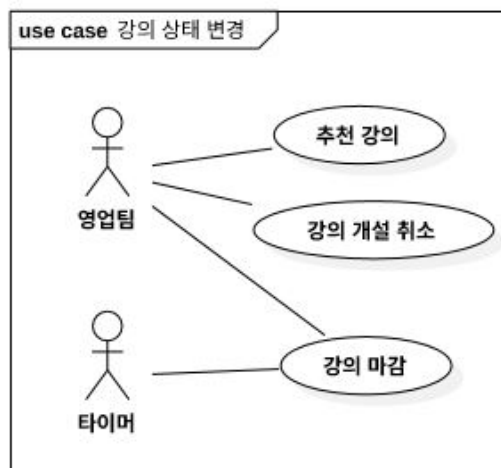 use case 강의 상태 변경
추천 강의
영업팀
강의 개설 취소
강의 마감
타이머